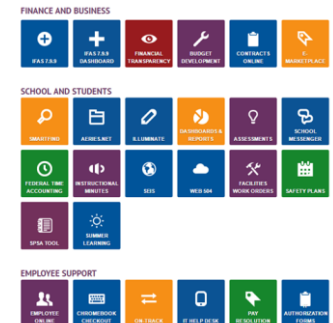 FINANCE AND BUSINESS
IFAS 7.9.9
IFAS 7.9.9
DASHBOARD
FINANCIAL
TRANSPARENCY
BUDGET
DEVELOPMENT
CONTRACTS
ONLINE
E-
MARKETPLACE
SCHOOL AND STUDENTS
SMARTFIND
AERIES.NET
ILLUMINATE
DASHBOARDS &
REPORTS
ASSESSMENTS
SCHOOL
MESSENGER
FEDERAL TIME
ACCOUNTING
INSTRUCTIONAL
MINUTES
SEIS
WEB 504
FACILITIES
WORK ORDERS
SAFETY PLANS
SPSA TOOL
SUMMER
LEARNING
EMPLOYEE SUPPORT
EMPLOYEE
ONLINE
CHROMEBOOK
CHECKOUT
ON-TRACK
IT HELP DESK
PAY
RESOLUTION
AUTHORIZATION
FORMS